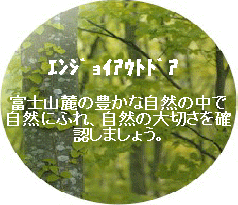 ｴﾝｼﾞｮｲｱｳﾄﾄﾞｱ
富士山麓の豊かな自然の中で
自然にふれ、自然の大切さを確
認しましょう。